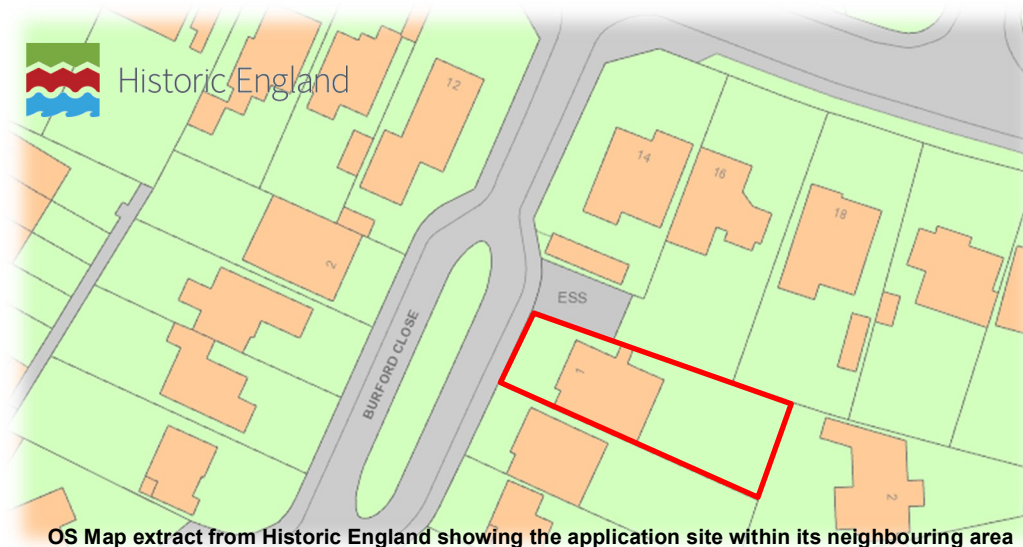 Historic England
12
14
16
18
2
ESS
BURFORD CLOSE
1
2
OS Map extract from Historic England showing the application site within its neighbouring area